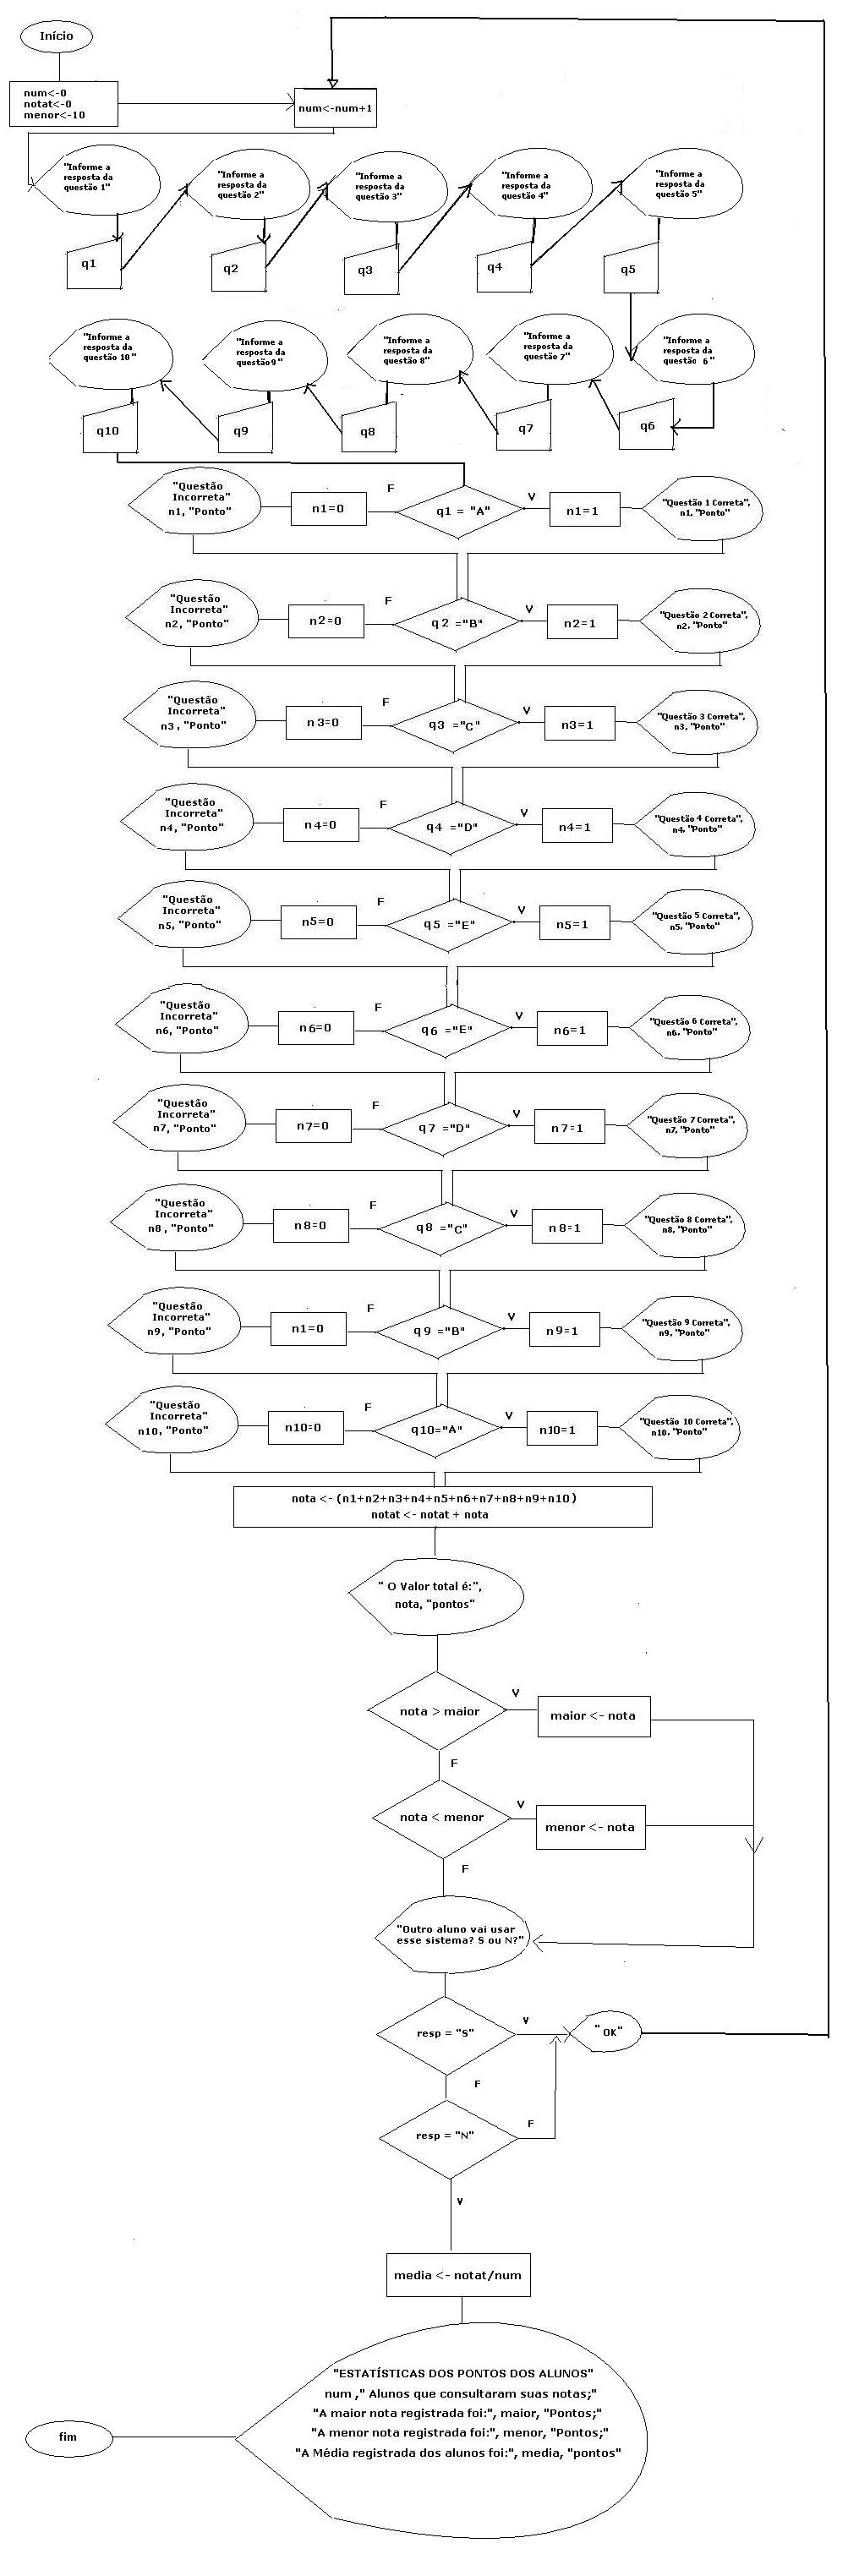 Início
num<-0
notat<-0
menor<-10
num<-num+1
"Informe a
resposta da
questão 1"
"Informe a
resposta da
questão 2"
"Informe a
resposta da
questão 3"
"Informe a
resposta da
questão 4"
"Informe a
resposta da
questão 5"
q1
q2
q3
q4
q5
"Informe a
resposta da
questão 10"
"Informe a
resposta da
questão9"
"Informe a
resposta da
questão 8"
"Informe a
resposta da
questão 7"
"Informe a
resposta da
questão 6"
q10
q9
q8
q7
q6
"Questão
Incorreta"
n1, "Ponto"
n1=0
F
q1 = "A"
V
n1=1
"Questão 1 Correta",
n1, "Ponto"
"Questão
Incorreta"
n2, "Ponto"
n2=0
F
q2 ="B"
V
n2=1
"Questão 2 Correta",
n2, "Ponto"
"Questão
Incorreta"
n3, "Ponto"
n3=0
F
q3 ="C"
V
n3=1
"Questão 3 Correta",
n3, "Ponto"
"Questão
Incorreta"
n4, "Ponto"
n4=0
F
q4 ="D"
V
n4=1
"Questão 4 Correta",
n4, "Ponto"
"Questão
Incorreta"
n5, "Ponto"
n5=0
F
q5 ="E"
V
n5=1
"Questão 5 Correta",
n5, "Ponto"
"Questão
Incorreta"
n6, "Ponto"
n6=0
F
q6 ="E"
V
n6=1
"Questão 6 Correta",
n6, "Ponto"
"Questão
Incorreta"
n7, "Ponto"
n7=0
F
q7 ="D"
V
n7=1
"Questão 7 Correta",
n7, "Ponto"
"Questão
Incorreta"
n8, "Ponto"
n8=0
F
q8 ="C"
V
n8=1
"Questão 8 Correta",
n8, "Ponto"
"Questão
Incorreta"
n9, "Ponto"
n1=0
F
q9 ="B"
V
n9=1
"Questão 9 Correta",
n9, "Ponto"
"Questão
Incorreta"
n10, "Ponto"
n10=0
F
q10="A"
V
n10=1
"Questão 10 Correta",
n10, "Ponto"
nota <- (n1+n2+n3+n4+n5+n6+n7+n8+n9+n10)
notat <- notat + nota
" O Valor total é:",
nota, "pontos"
nota > maior
V
maior <- nota
F
nota < menor
V
menor <- nota
F
"Outro aluno vai usar
esse sistema? S ou N?"
resp = "S"
V
" OK"
F
resp = "N"
F
V
media <- notat/num
"ESTATÍSTICAS DOS PONTOS DOS ALUNOS"
num ," Alunos que consultaram suas notas;"
"A maior nota registrada foi:", maior, "Pontos;"
"A menor nota registrada foi:", menor, "Pontos;"
"A Média registrada dos alunos foi:", media, "pontos"
fim